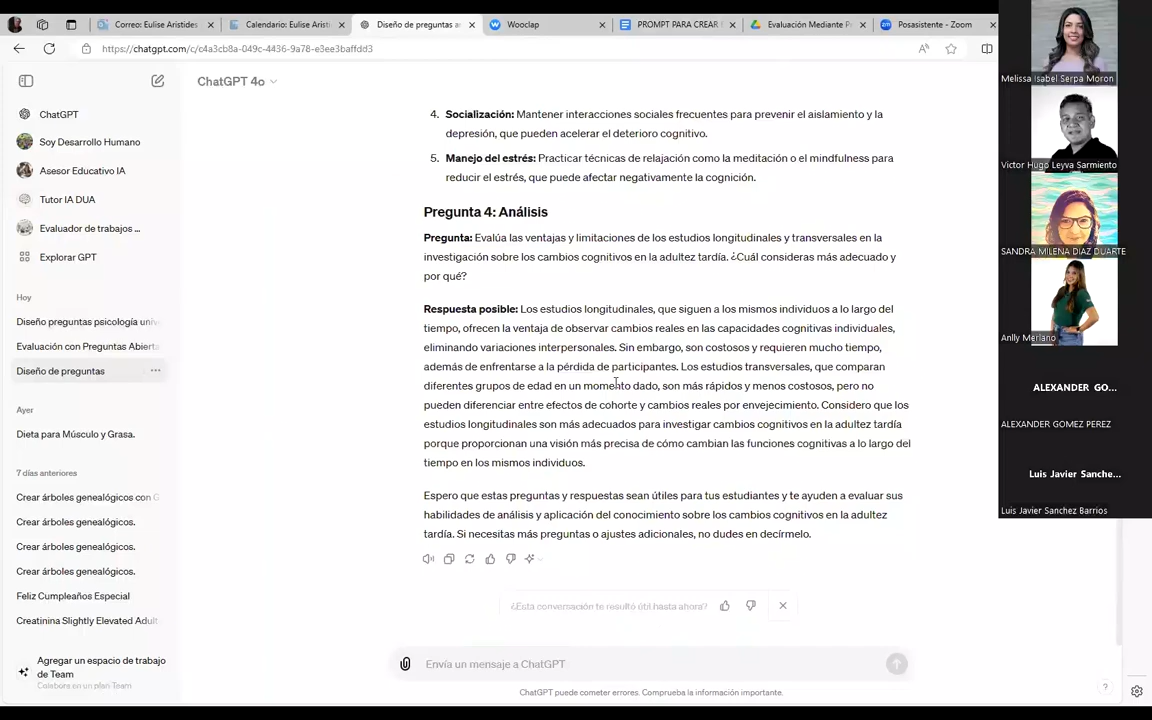 Correo: Eulise Aristides
Calendario: Eulise Aristi
Diseño de preguntas a
Wooclap
PROMPT PARA CREAR
Evaluación Mediante P
Posasistente - Zoom
https://chatgpt.com/c/c4a3cb8a-049c-4436-9a78-e3ee3baffdd3
ChatGPT 4o
ChatGPT
Soy Desarrollo Humano
Asesor Educativo IA
Tutor IA DUA
Evaluador de trabajos ...
Explorar GPT
Hoy
Diseño preguntas psicología univ
Evaluación con Preguntas Abierta
Diseño de preguntas
Ayer
Dieta para Músculo y Grasa.
7 días anteriores
Crear árboles genealógicos con G
Crear árboles genealógicos.
Crear árboles genealógicos.
Crear árboles genealógicos.
Feliz Cumpleaños Especial
Creatinina Slightly Elevated Adult
Agregar un espacio de trabajo
de Team
Colabora en un plan Team
4. Socialización: Mantener interacciones sociales frecuentes para prevenir el aislamiento y la
depresión, que pueden acelerar el deterioro cognitivo.
5. Manejo del estrés: Practicar técnicas de relajación como la meditación o el mindfulness para
reducir el estrés, que puede afectar negativamente la cognición.
Pregunta 4: Análisis
Pregunta: Evalúa las ventajas y limitaciones de los estudios longitudinales y transversales en la
investigación sobre los cambios cognitivos en la adultez tardía. ¿Cuál consideras más adecuado y
por qué?
Respuesta posible: Los estudios longitudinales, que siguen a los mismos individuos a lo largo del
tiempo, ofrecen la ventaja de observar cambios reales en las capacidades cognitivas individuales,
eliminando variaciones interpersonales. Sin embargo, son costosos y requieren mucho tiempo,
además de enfrentarse a la pérdida de participantes. Los estudios transversales, que comparan
diferentes grupos de edad en un momento dado, son más rápidos y menos costosos, pero no
pueden diferenciar entre efectos de cohorte y cambios reales por envejecimiento. Considero que los
estudios longitudinales son más adecuados para investigar cambios cognitivos en la adultez tardía
porque proporcionan una visión más precisa de cómo cambian las funciones cognitivas a lo largo del
tiempo en los mismos individuos.
Espero que estas preguntas y respuestas sean útiles para tus estudiantes y te ayuden a evaluar sus
habilidades de análisis y aplicación del conocimiento sobre los cambios cognitivos en la adultez
tardía. Si necesitas más preguntas o ajustes adicionales, no dudes en decírmelo.
¿Esta conversación te resultó útil hasta ahora?
Envía un mensaje a ChatGPT
ChatGPT puede cometer errores. Comprueba la información importante.
?
Melissa Isabel Serpa Moron
Victor Hugo Leyva Sarmiento
SANDRA MILENA DIAZ DUARTE
Anlly Merlano
ALEXANDER GO...
ALEXANDER GOMEZ PEREZ
Luis Javier Sanche...
Luis Javier Sanchez Barrios